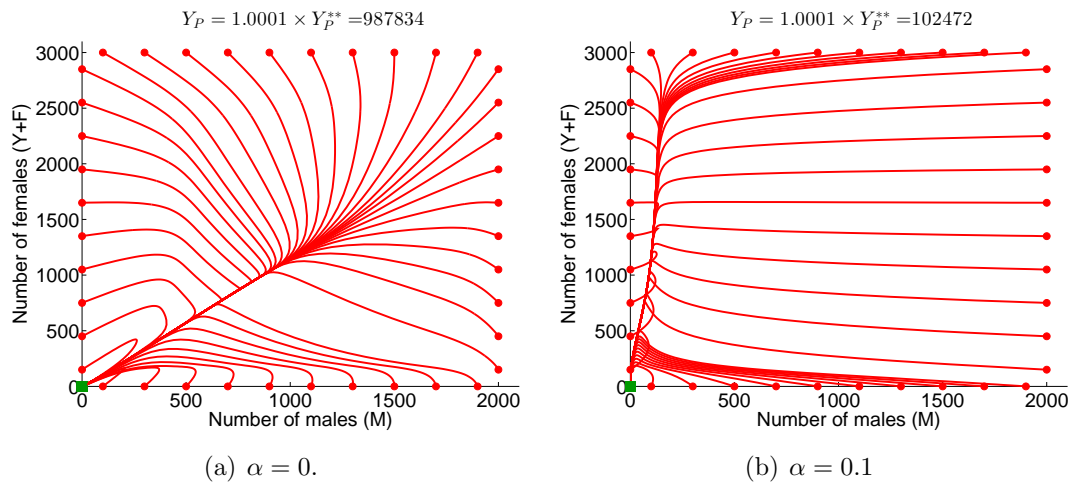 Y_P = 1.0001 × Y_P^{**} =987834
3000
2500
2000
1500
1000
500
0
Number of females (Y+F)
0 500 1000 1500 2000
Number of males (M)
(a) α = 0.
Y_P = 1.0001 × Y_P^{**} =102472
3000
2500
2000
1500
1000
500
0
Number of females (Y+F)
0 500 1000 1500 2000
Number of males (M)
(b) α = 0.1